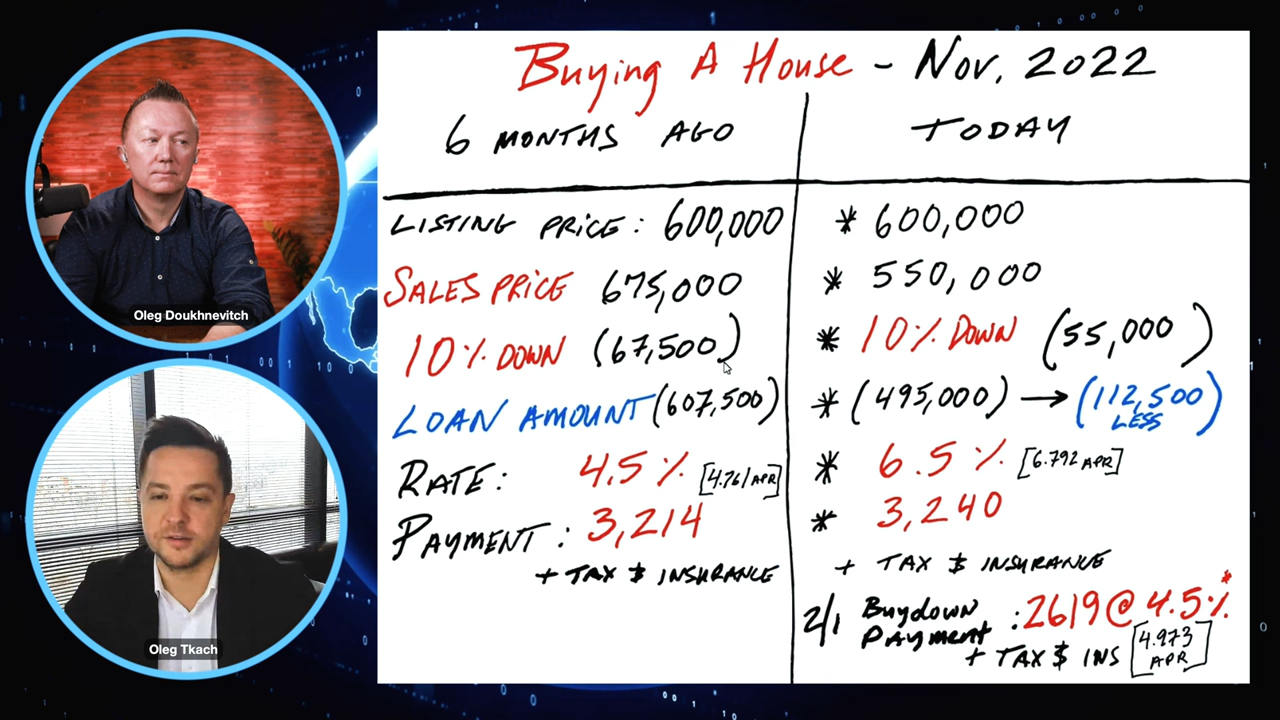 Buying A House - Nov. 2022
6 MONTHS AGO
LISTING PRICE: 600,000
SALES PRICE 675,000
10% DOWN (67,500)
LOAN AMOUNT (607,500)
RATE: 4.5% [4.761 APR]
PAYMENT: 3,214
+ TAX $ INSURANCE
TODAY
* 600,000
* 550,000
* 10% DOWN (55,000)
* (495,000) → (112,500)
LESS
* 6.5% [6.792 APR]
* 3,240
+ TAX $ INSURANCE
2/1 Buydown
Payment : 2619 @ 4.5%*
+ TAX $ INS [4.973
APR]
Oleg Doukhnevitch
Oleg Tkach